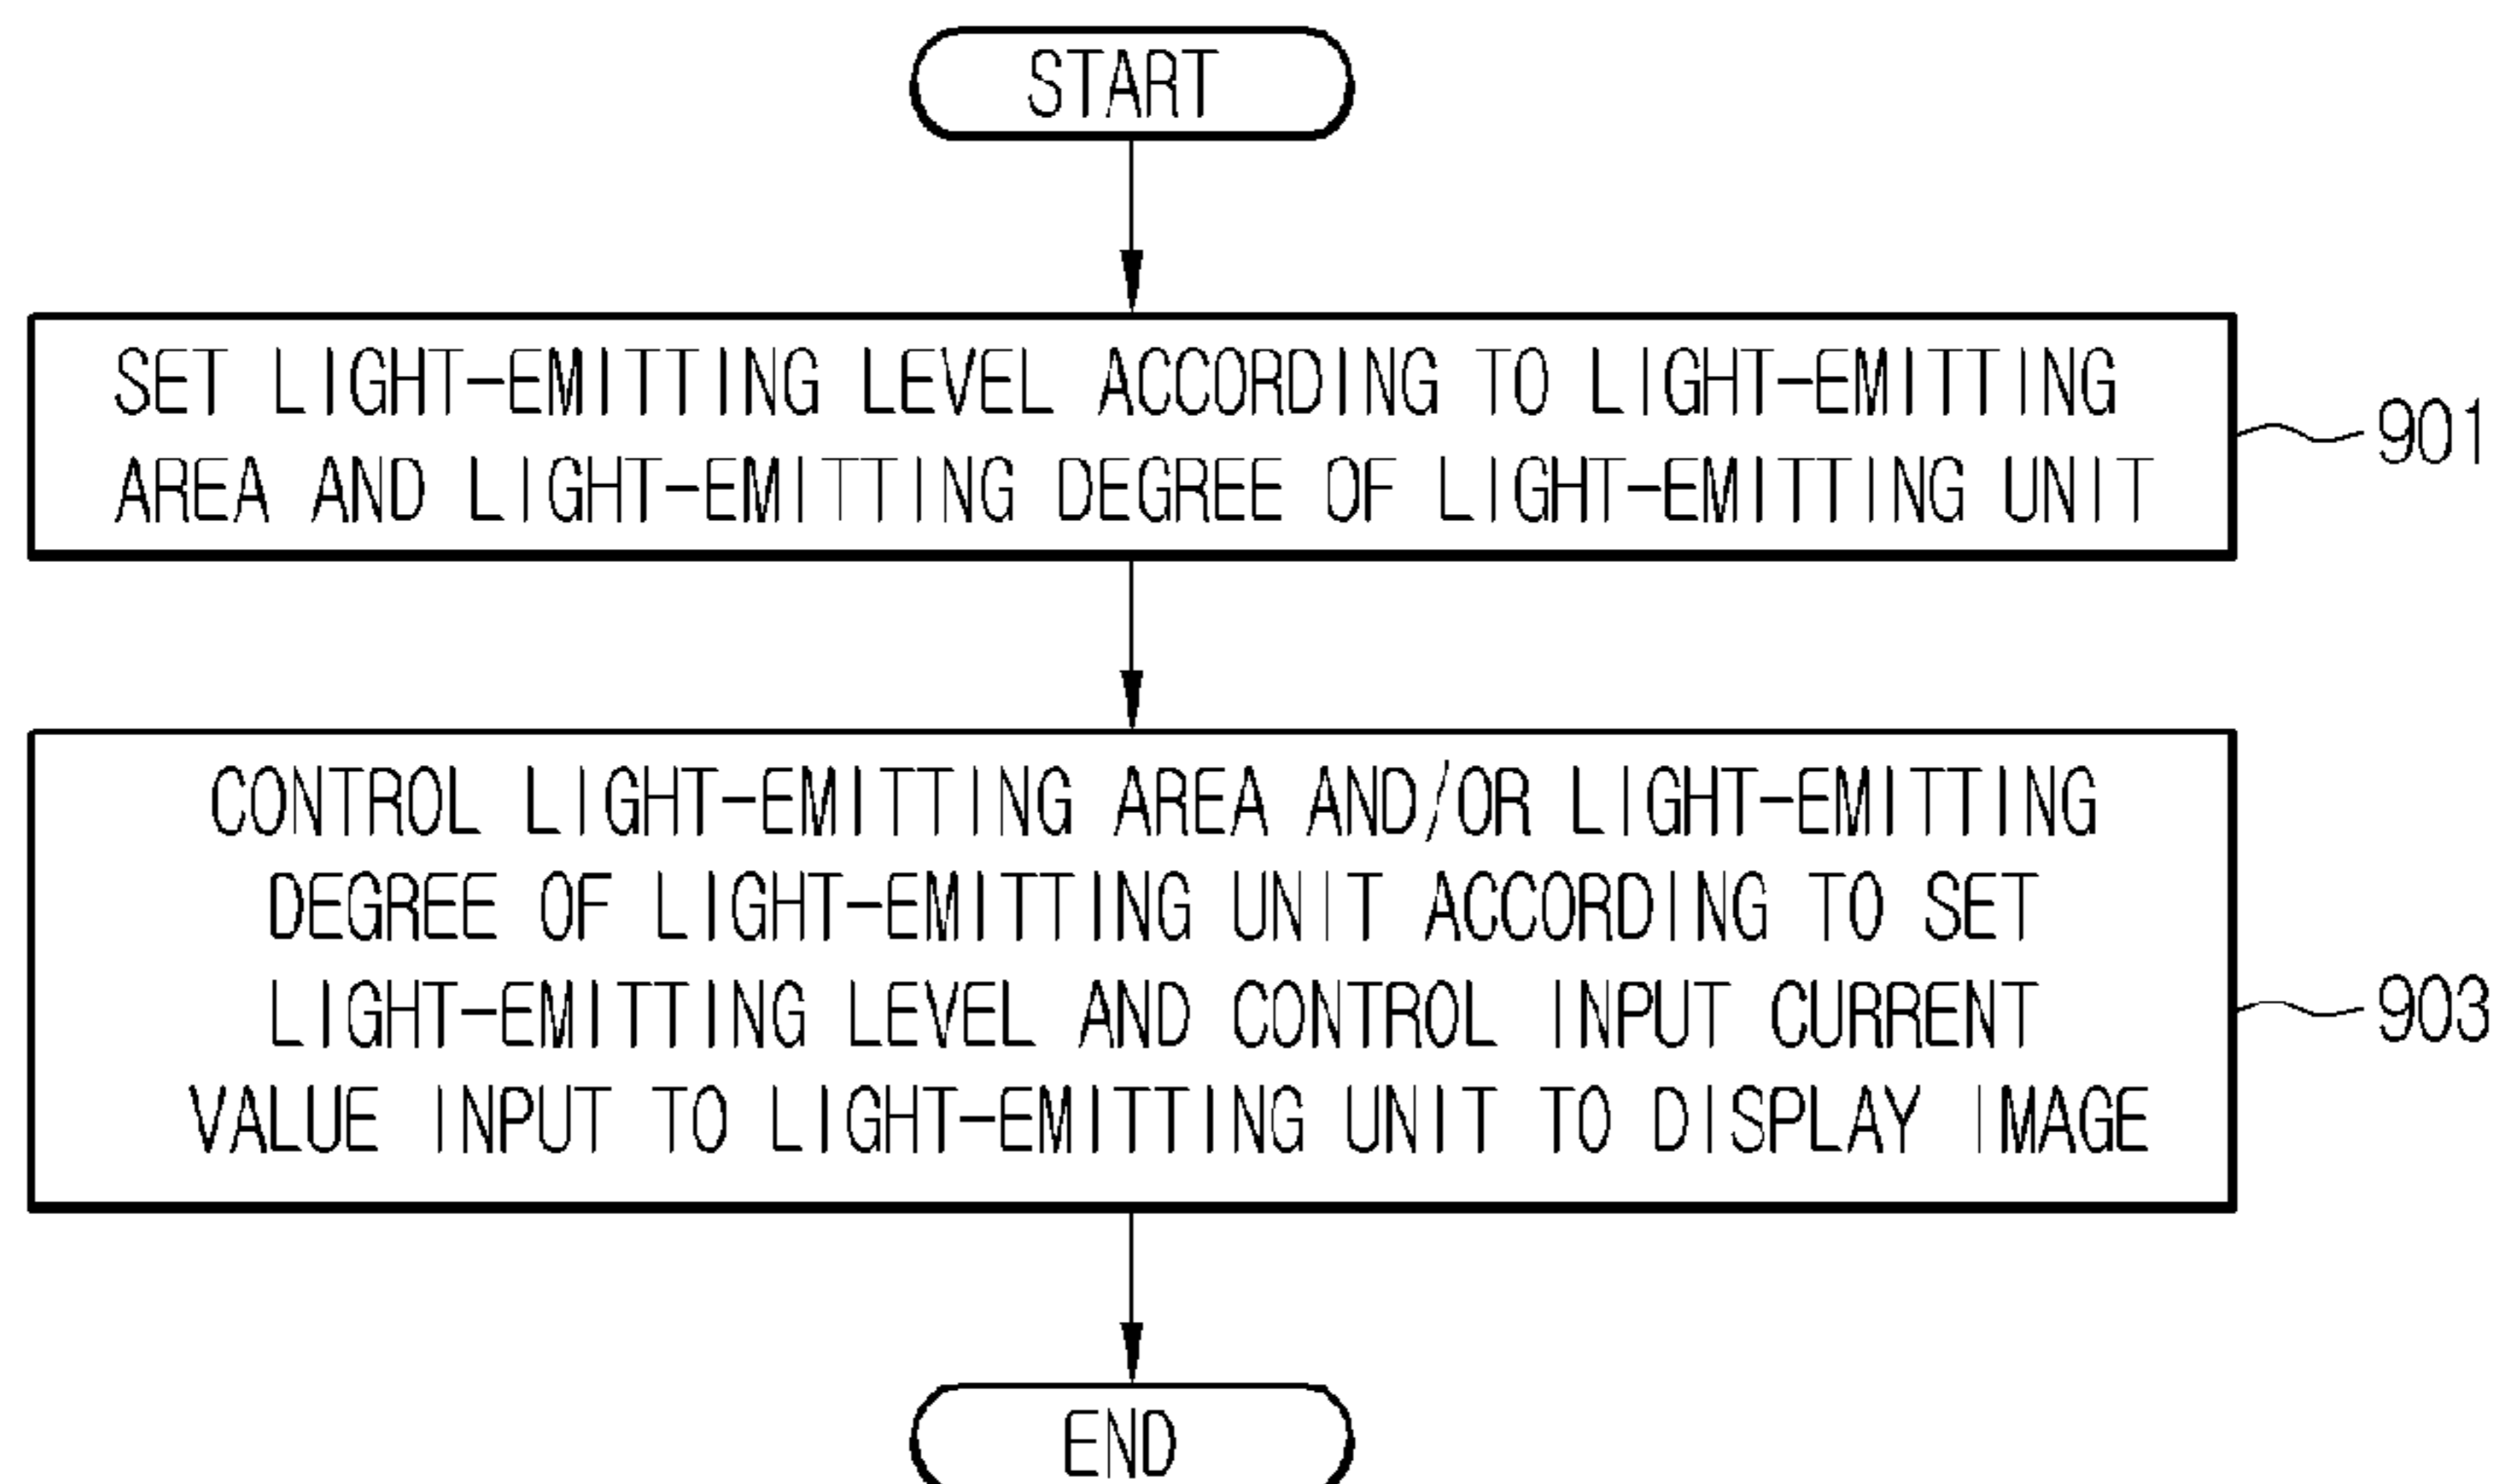 START
SET LIGHT-EMITTING LEVEL ACCORDING TO LIGHT-EMITTING
AREA AND LIGHT-EMITTING DEGREE OF LIGHT-EMITTING UNIT
901
CONTROL LIGHT-EMITTING AREA AND/OR LIGHT-EMITTING
DEGREE OF LIGHT-EMITTING UNIT ACCORDING TO SET
LIGHT-EMITTING LEVEL AND CONTROL INPUT CURRENT
VALUE INPUT TO LIGHT-EMITTING UNIT TO DISPLAY IMAGE
903
END